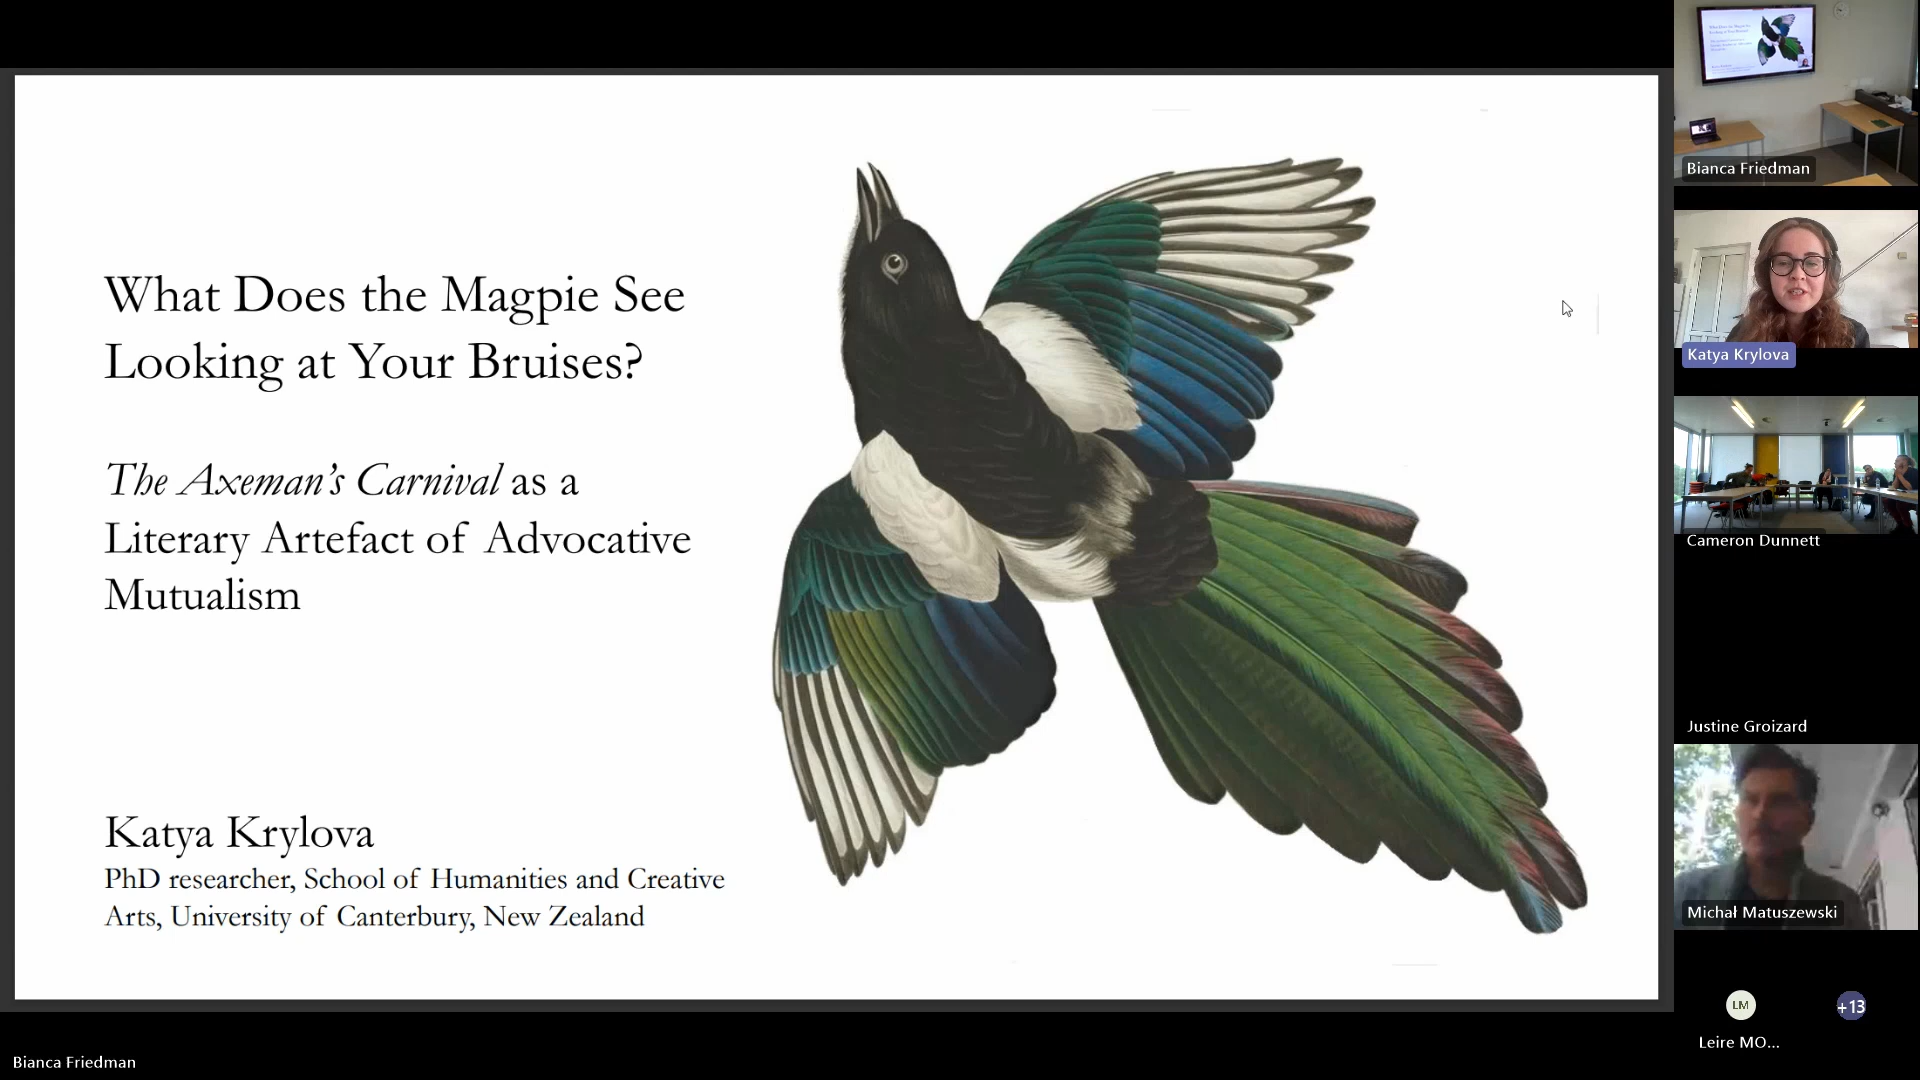 What Does the Magpie See
Looking at Your Bruises?
The Axeman’s Carnival as a
Literary Artefact of Advocative
Mutualism
Katya Krylova
PhD researcher, School of Humanities and Creative
Arts, University of Canterbury, New Zealand
Bianca Friedman
Katya Krylova
Cameron Dunnett
Justine Groizard
Michał Matuszewski
LM
+13
Leire MO...
Bianca Friedman